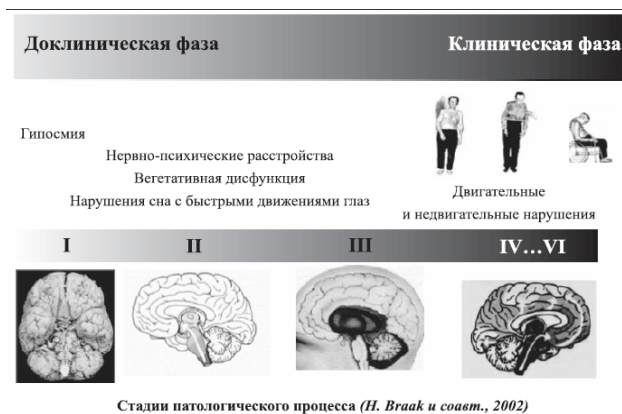 Доклиническая фаза
Клиническая фаза
Гипосмия
Нервно-психические расстройства
Вегетативная дисфункция
Нарушения сна с быстрыми движениями глаз
Двигательные
и недвигательные нарушения
I
II
III
IV...VI
Стадии патологического процесса (H. Braak и соавт., 2002)